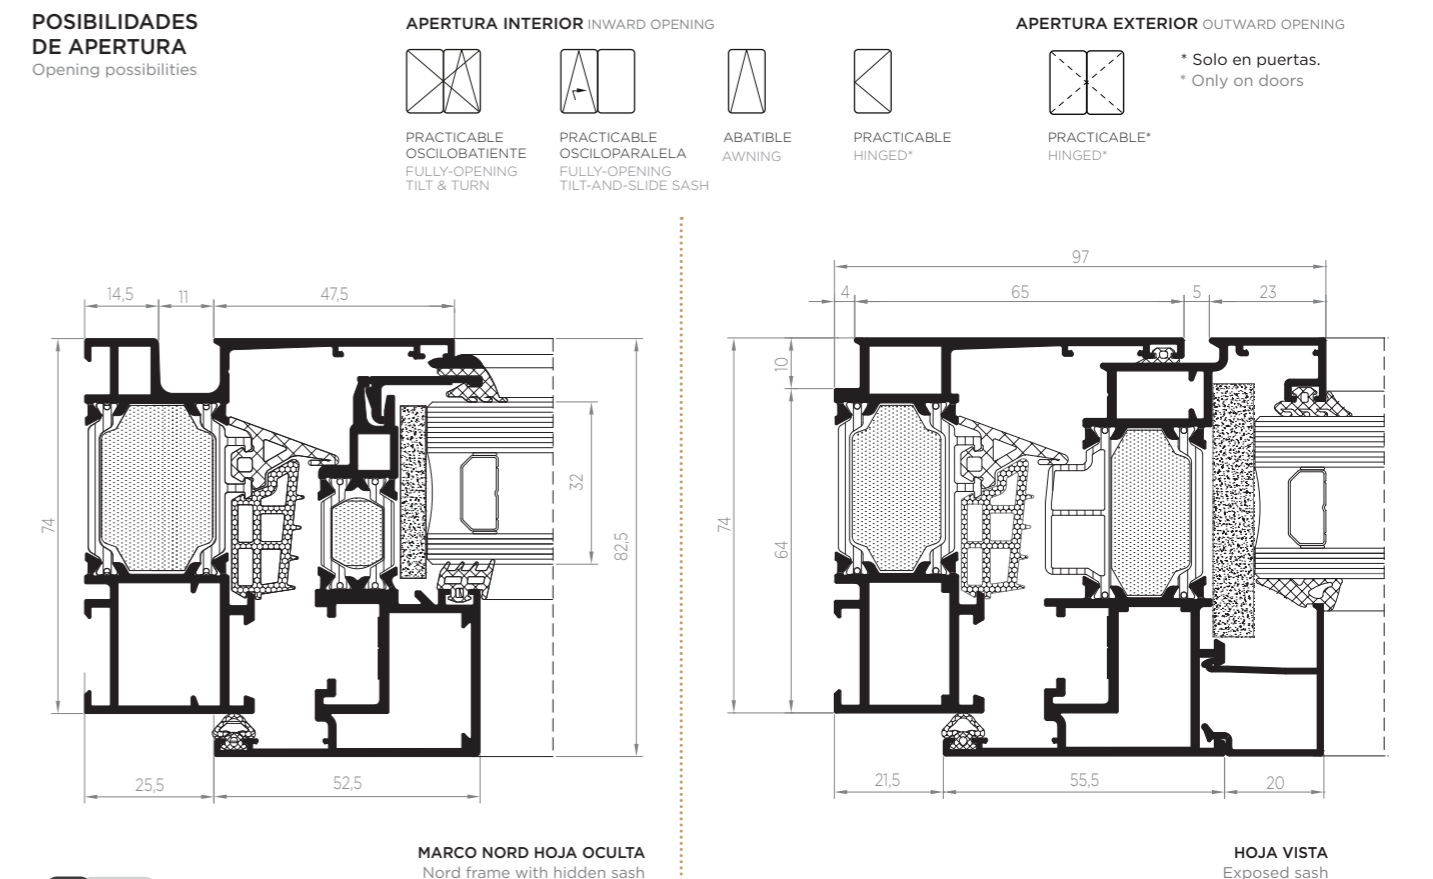 POSIBILIDADES
DE APERTURA
Opening possibilities
APERTURA INTERIOR INWARD OPENING
PRACTICABLE
OSCILOBATIENTE
FULLY-OPENING
TILT & TURN
PRACTICABLE
OSCILOPARALELA
FULLY-OPENING
TILT-AND-SLIDE SASH
ABATIBLE
AWNING
PRACTICABLE
HINGED*
APERTURA EXTERIOR OUTWARD OPENING
PRACTICABLE*
HINGED*
* Solo en puertas.
* Only on doors
14,5
11
47,5
74
32
82,5
25,5
52,5
MARCO NORD HOJA OCULTA
Nord frame with hidden sash
97
4
65
5
23
10
74
64
21,5
55,5
20
HOJA VISTA
Exposed sash